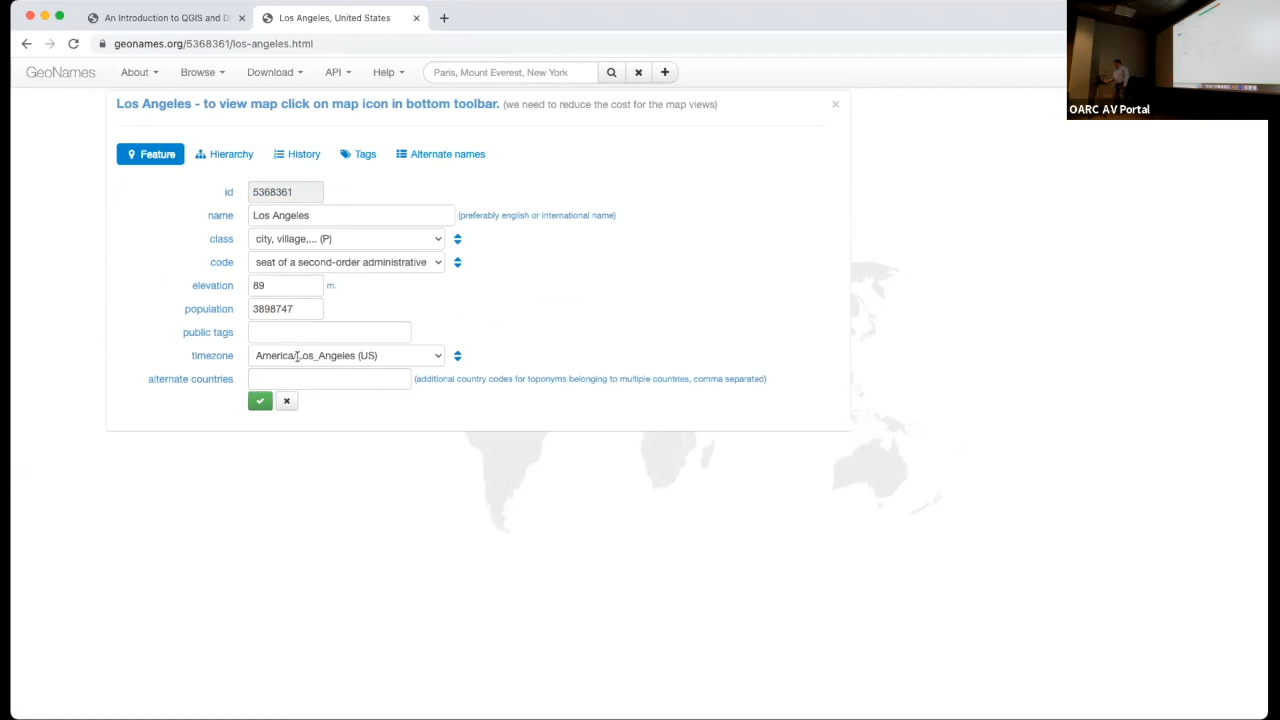 An Introduction to QGIS and D
Los Angeles, United States
geonames.org/5368361/los-angeles.html
GeoNames
About
Browse
Download
API
Help
Paris, Mount Everest, New York
OARC AV Portal
Los Angeles - to view map click on map icon in bottom toolbar. (we need to reduce the cost for the map views)
Feature
Hierarchy
History
Tags
Alternate names
id 5368361
name Los Angeles (preferably english or international name)
class city, village,... (P)
code seat of a second-order administrative
elevation 89 m.
population 3898747
public tags
timezone America/Los_Angeles (US)
alternate countries (additional country codes for toponyms belonging to multiple countries, comma separated)